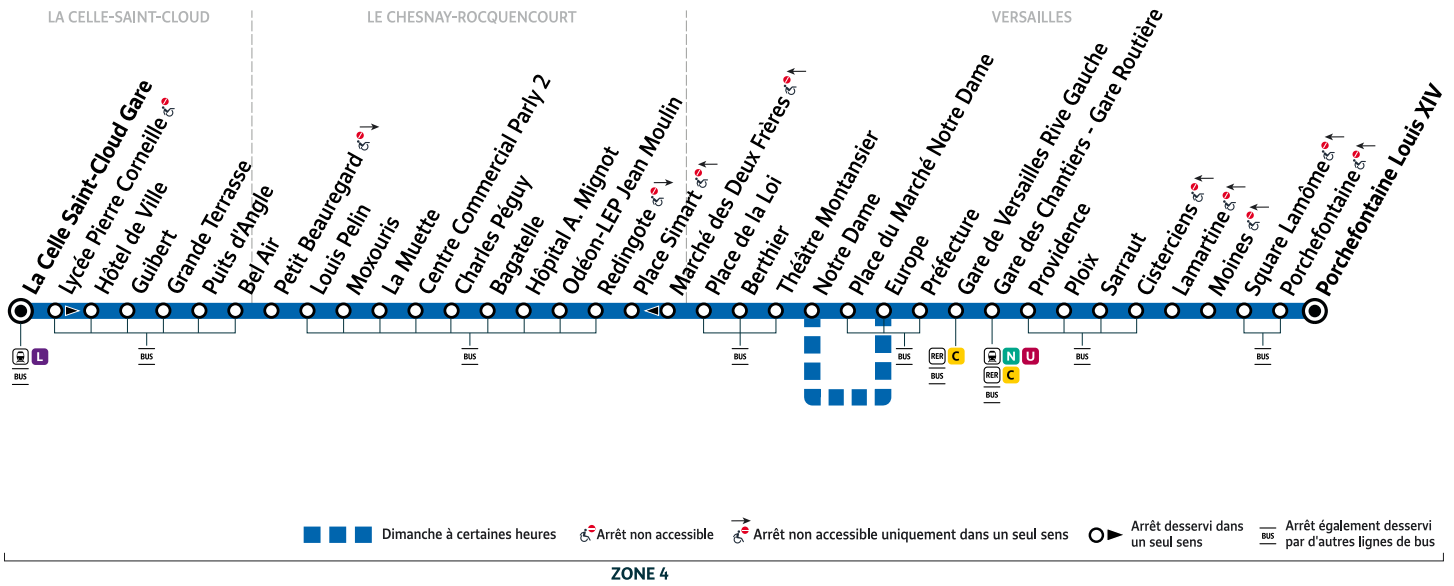 LA CELLE-SAINT-CLOUD
LE CHESNAY-ROCQUENCOURT
VERSAILLES
La Celle Saint-Cloud Gare
Lycée Pierre Corneille
Hôtel de Ville
Guibert
Grande Terrasse
Puits d'Angle
Bel Air
Petit Beauregard
Louis Pelin
Moxouris
La Muette
Centre Commercial Parly 2
Charles Péguy
Bagatelle
Hôpital A. Mignot
Odéon-LEP Jean Moulin
Redingote
Place Simart
Marché des Deux Frères
Place de la Loi
Berthier
Théâtre Montansier
Notre Dame
Place du Marché Notre Dame
Europe
Préfecture
Gare de Versailles Rive Gauche
Gare des Chantiers - Gare Routière
Providence
Ploix
Sarraut
Cisterciens
Lamartine
Moines
Square Lamôme
Porchefontaine
Porchefontaine Louis XIV
L
BUS
BUS
BUS
BUS
BUS
RER C
BUS
N U
RER C
BUS
BUS
BUS
Dimanche à certaines heures
Arrêt non accessible
Arrêt non accessible uniquement dans un seul sens
Arrêt desservi dans
un seul sens
BUS
Arrêt également desservi
par d'autres lignes de bus
ZONE 4